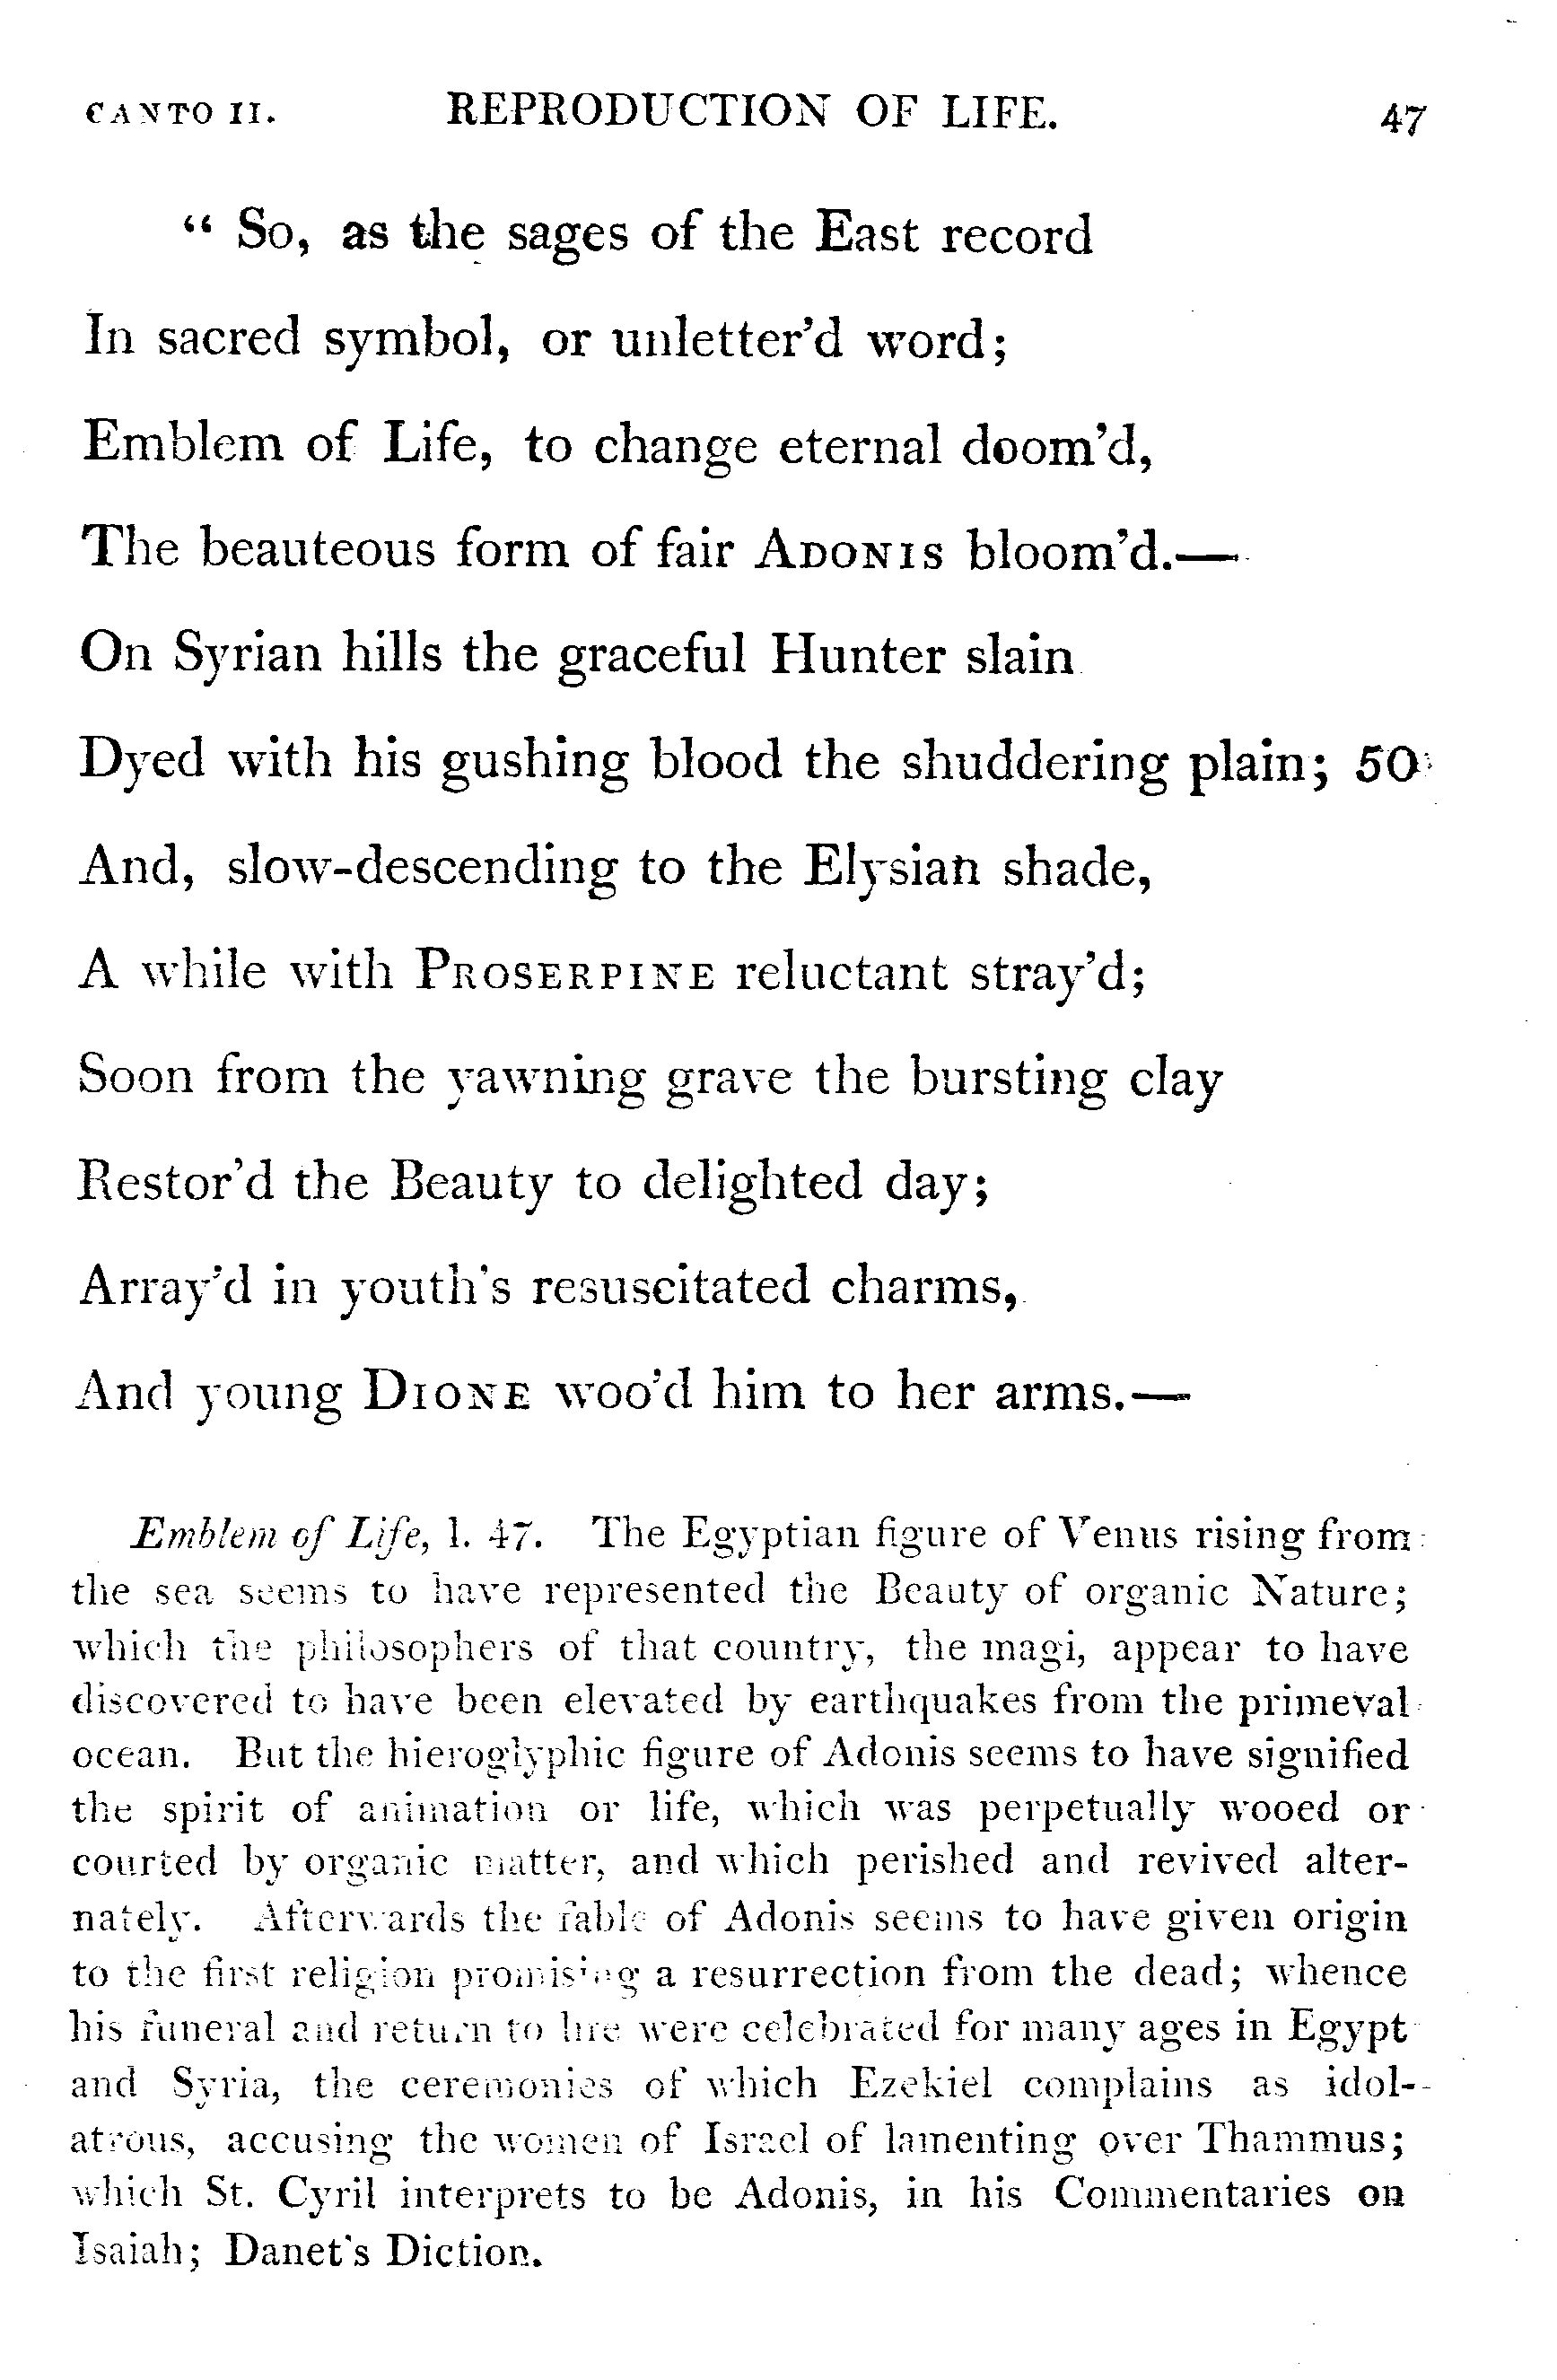 CANTO II. REPRODUCTION OF LIFE. 47
“ So, as the sages of the East record
In sacred symbol, or unletter’d word;
Emblem of Life, to change eternal doom’d,
The beauteous form of fair ADONIS bloom’d.—
On Syrian hills the graceful Hunter slain
Dyed with his gushing blood the shuddering plain; 50
And, slow-descending to the Elysian shade,
A while with PROSERPINE reluctant stray’d;
Soon from the yawning grave the bursting clay
Restor’d the Beauty to delighted day;
Array’d in youth’s resuscitated charms,
And young DIONE woo’d him to her arms.—
Emblem of Life, l. 47. The Egyptian figure of Venus rising from
the sea seems to have represented the Beauty of organic Nature;
which the philosophers of that country, the magi, appear to have
discovered to have been elevated by earthquakes from the primeval
ocean. But the hieroglyphic figure of Adonis seems to have signified
the spirit of animation or life, which was perpetually wooed or
courted by organic matter, and which perished and revived alter-
nately. Afterwards the fable of Adonis seems to have given origin
to the first religion promising a resurrection from the dead; whence
his funeral and return to life were celebrated for many ages in Egypt
and Syria, the ceremonies of which Ezekiel complains as idol-
atrous, accusing the women of Israel of lamenting over Thammus;
which St. Cyril interprets to be Adonis, in his Commentaries on
Isaiah; Danet’s Diction.